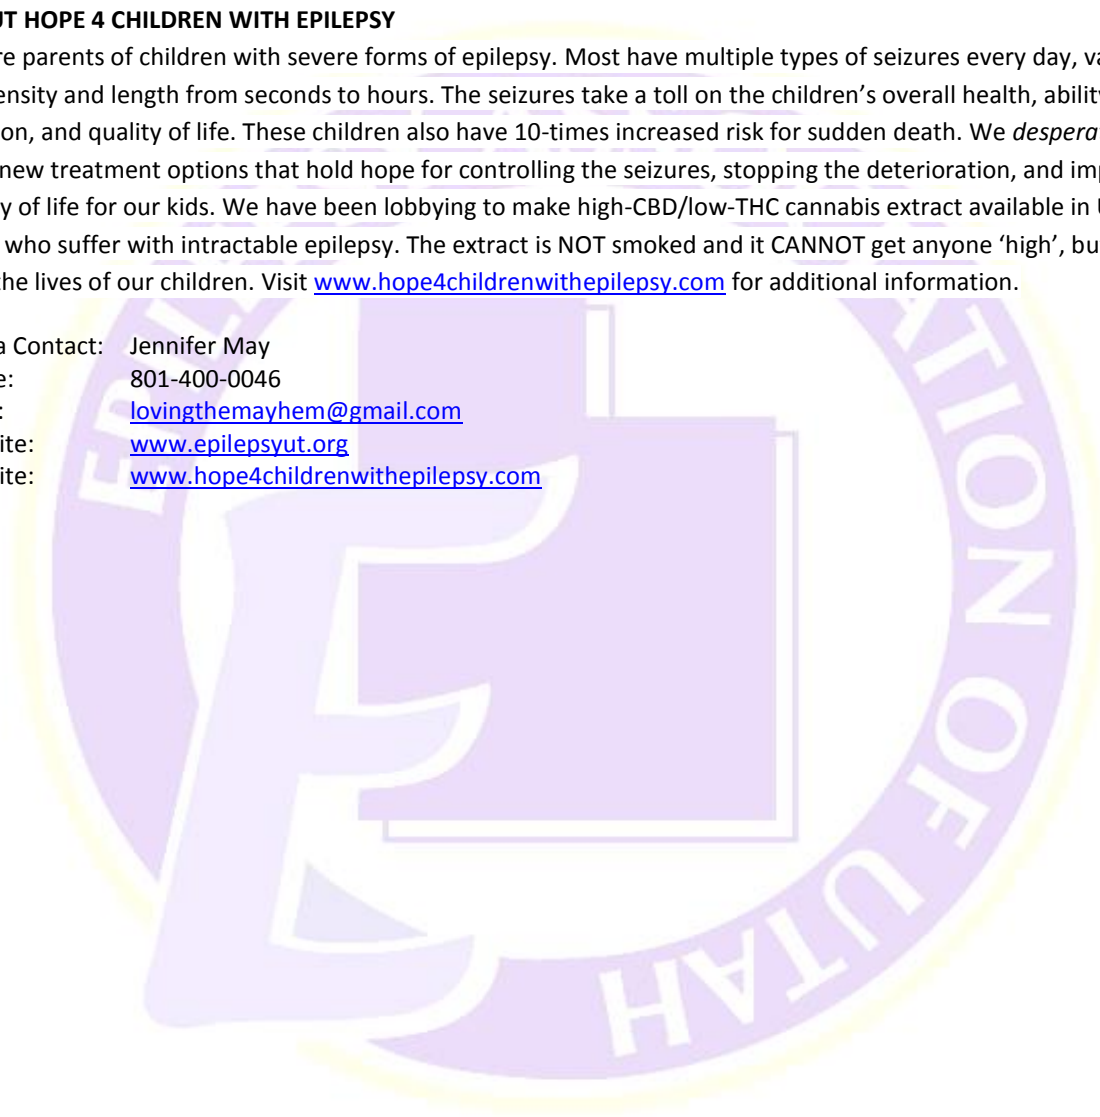 UT HOPE 4 CHILDREN WITH EPILEPSY
re parents of children with severe forms of epilepsy. Most have multiple types of seizures every day, va
ensity and length from seconds to hours. The seizures take a toll on the children’s overall health, ability
on, and quality of life. These children also have 10-times increased risk for sudden death. We despera
new treatment options that hold hope for controlling the seizures, stopping the deterioration, and imp
y of life for our kids. We have been lobbying to make high-CBD/low-THC cannabis extract available in U
who suffer with intractable epilepsy. The extract is NOT smoked and it CANNOT get anyone ‘high’, bu
the lives of our children. Visit www.hope4childrenwithepilepsy.com for additional information.
a Contact: Jennifer May
e: 801-400-0046
: lovingthemayhem@gmail.com
ite: www.epilepsyut.org
ite: www.hope4childrenwithepilepsy.com
EPIL
ATION OF UTAH